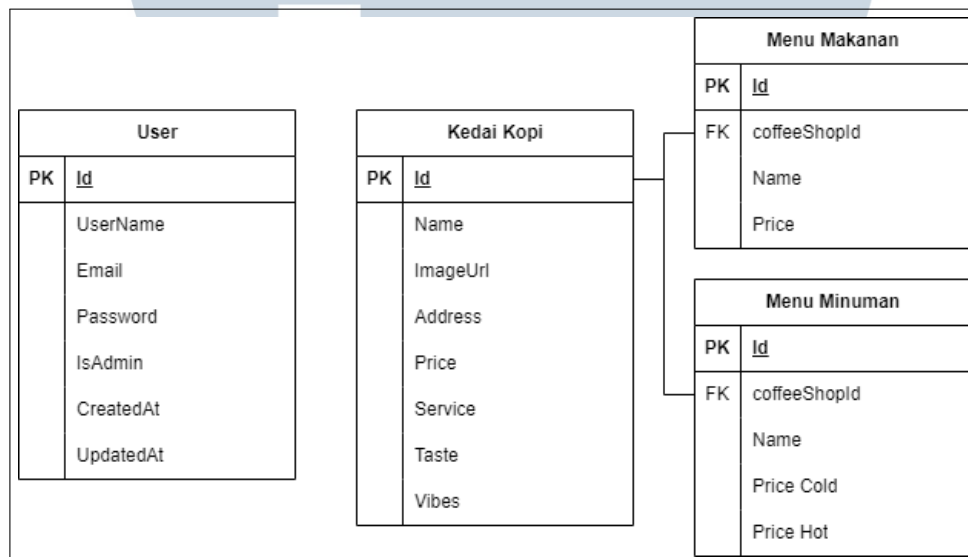 User
PK Id
UserName
Email
Password
IsAdmin
CreatedAt
UpdatedAt
Kedai Kopi
PK Id
Name
ImageUrl
Address
Price
Service
Taste
Vibes
Menu Makanan
PK Id
FK coffeeShopId
Name
Price
Menu Minuman
PK Id
FK coffeeShopId
Name
Price Cold
Price Hot